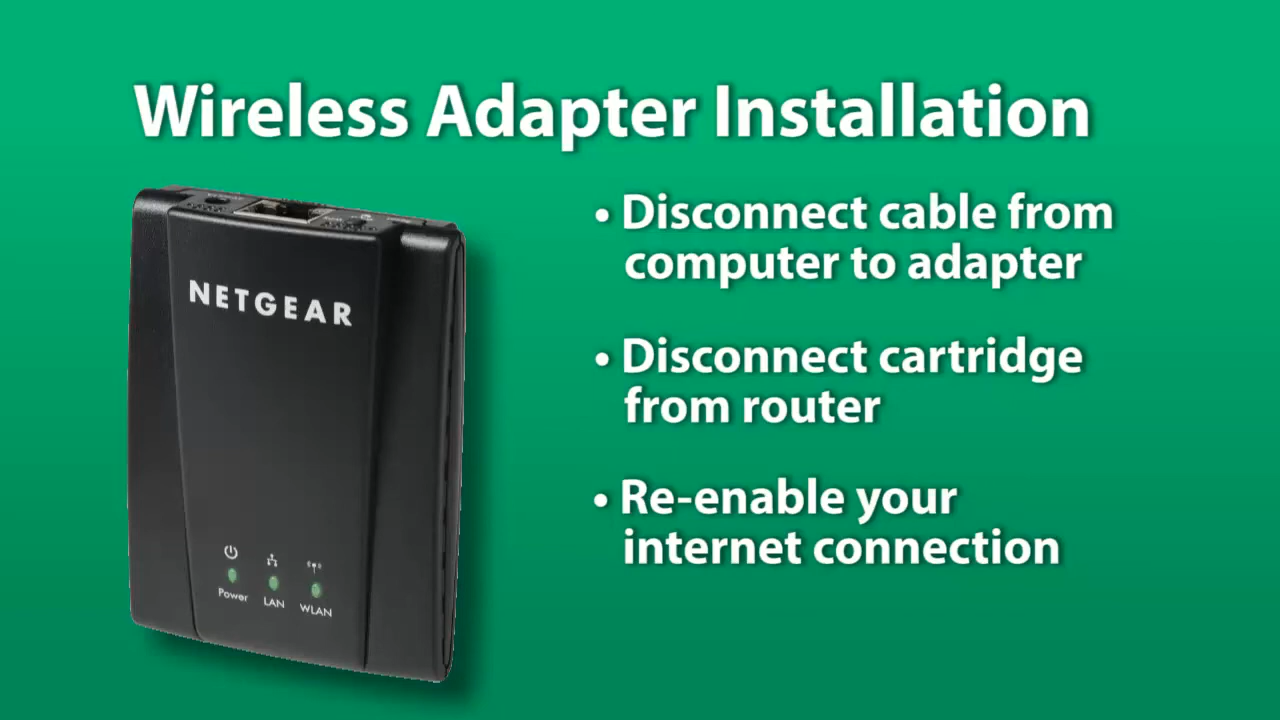 Wireless Adapter Installation
• Disconnect cable from
computer to adapter
• Disconnect cartridge
from router
• Re-enable your
internet connection
NETGEAR
Power LAN WLAN